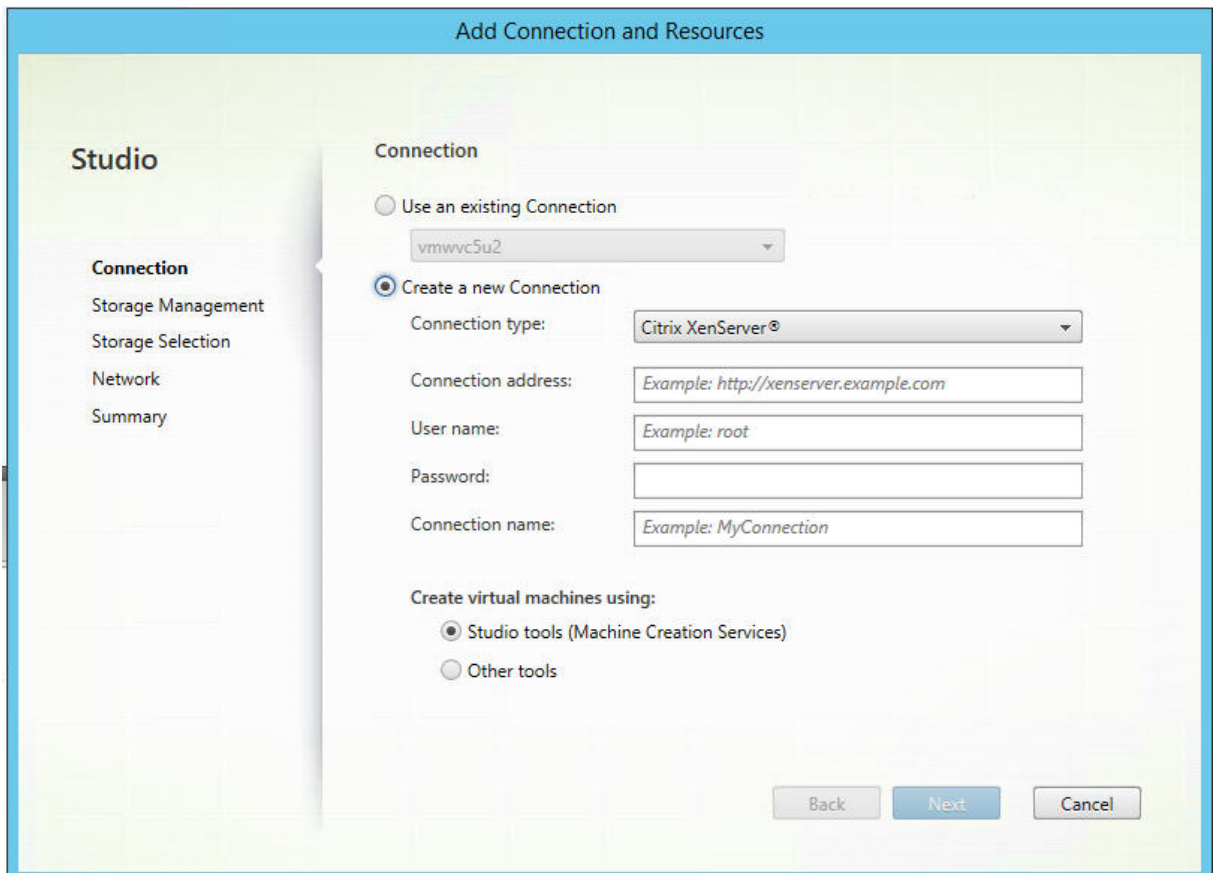 Add Connection and Resources
Studio
Connection
Storage Management
Storage Selection
Network
Summary
Connection
Use an existing Connection
vmwvc5u2
Create a new Connection
Connection type:
Citrix XenServer®
Connection address:
Example: http://xenserver.example.com
User name:
Example: root
Password:
Connection name:
Example: MyConnection
Create virtual machines using:
Studio tools (Machine Creation Services)
Other tools
Back
Next
Cancel